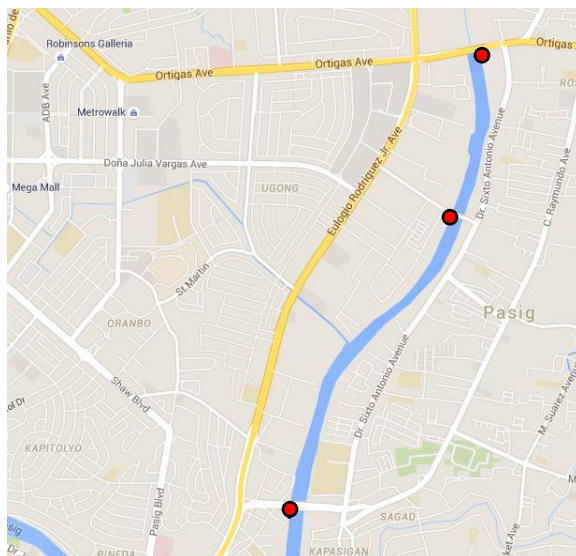 Robinsons Galleria
Ortigas Ave
Ortigas Ave
Ortigas
ADB Ave
Metrowalk
Eulogio Rodriguez Jr. Ave
Dr. Sixto Antonio Avenue
C. Raymundo Ave
Doña Julia Vargas Ave
Mega Mall
UGONG
St Martin
Pasig
ORANBO
Shaw Blvd
Dr. Sixto Antonio Avenue
M. Suarez Avenue
KAPITOLYO
Pasig Blvd
SAGAD
KAPASIGAN
PINEDA